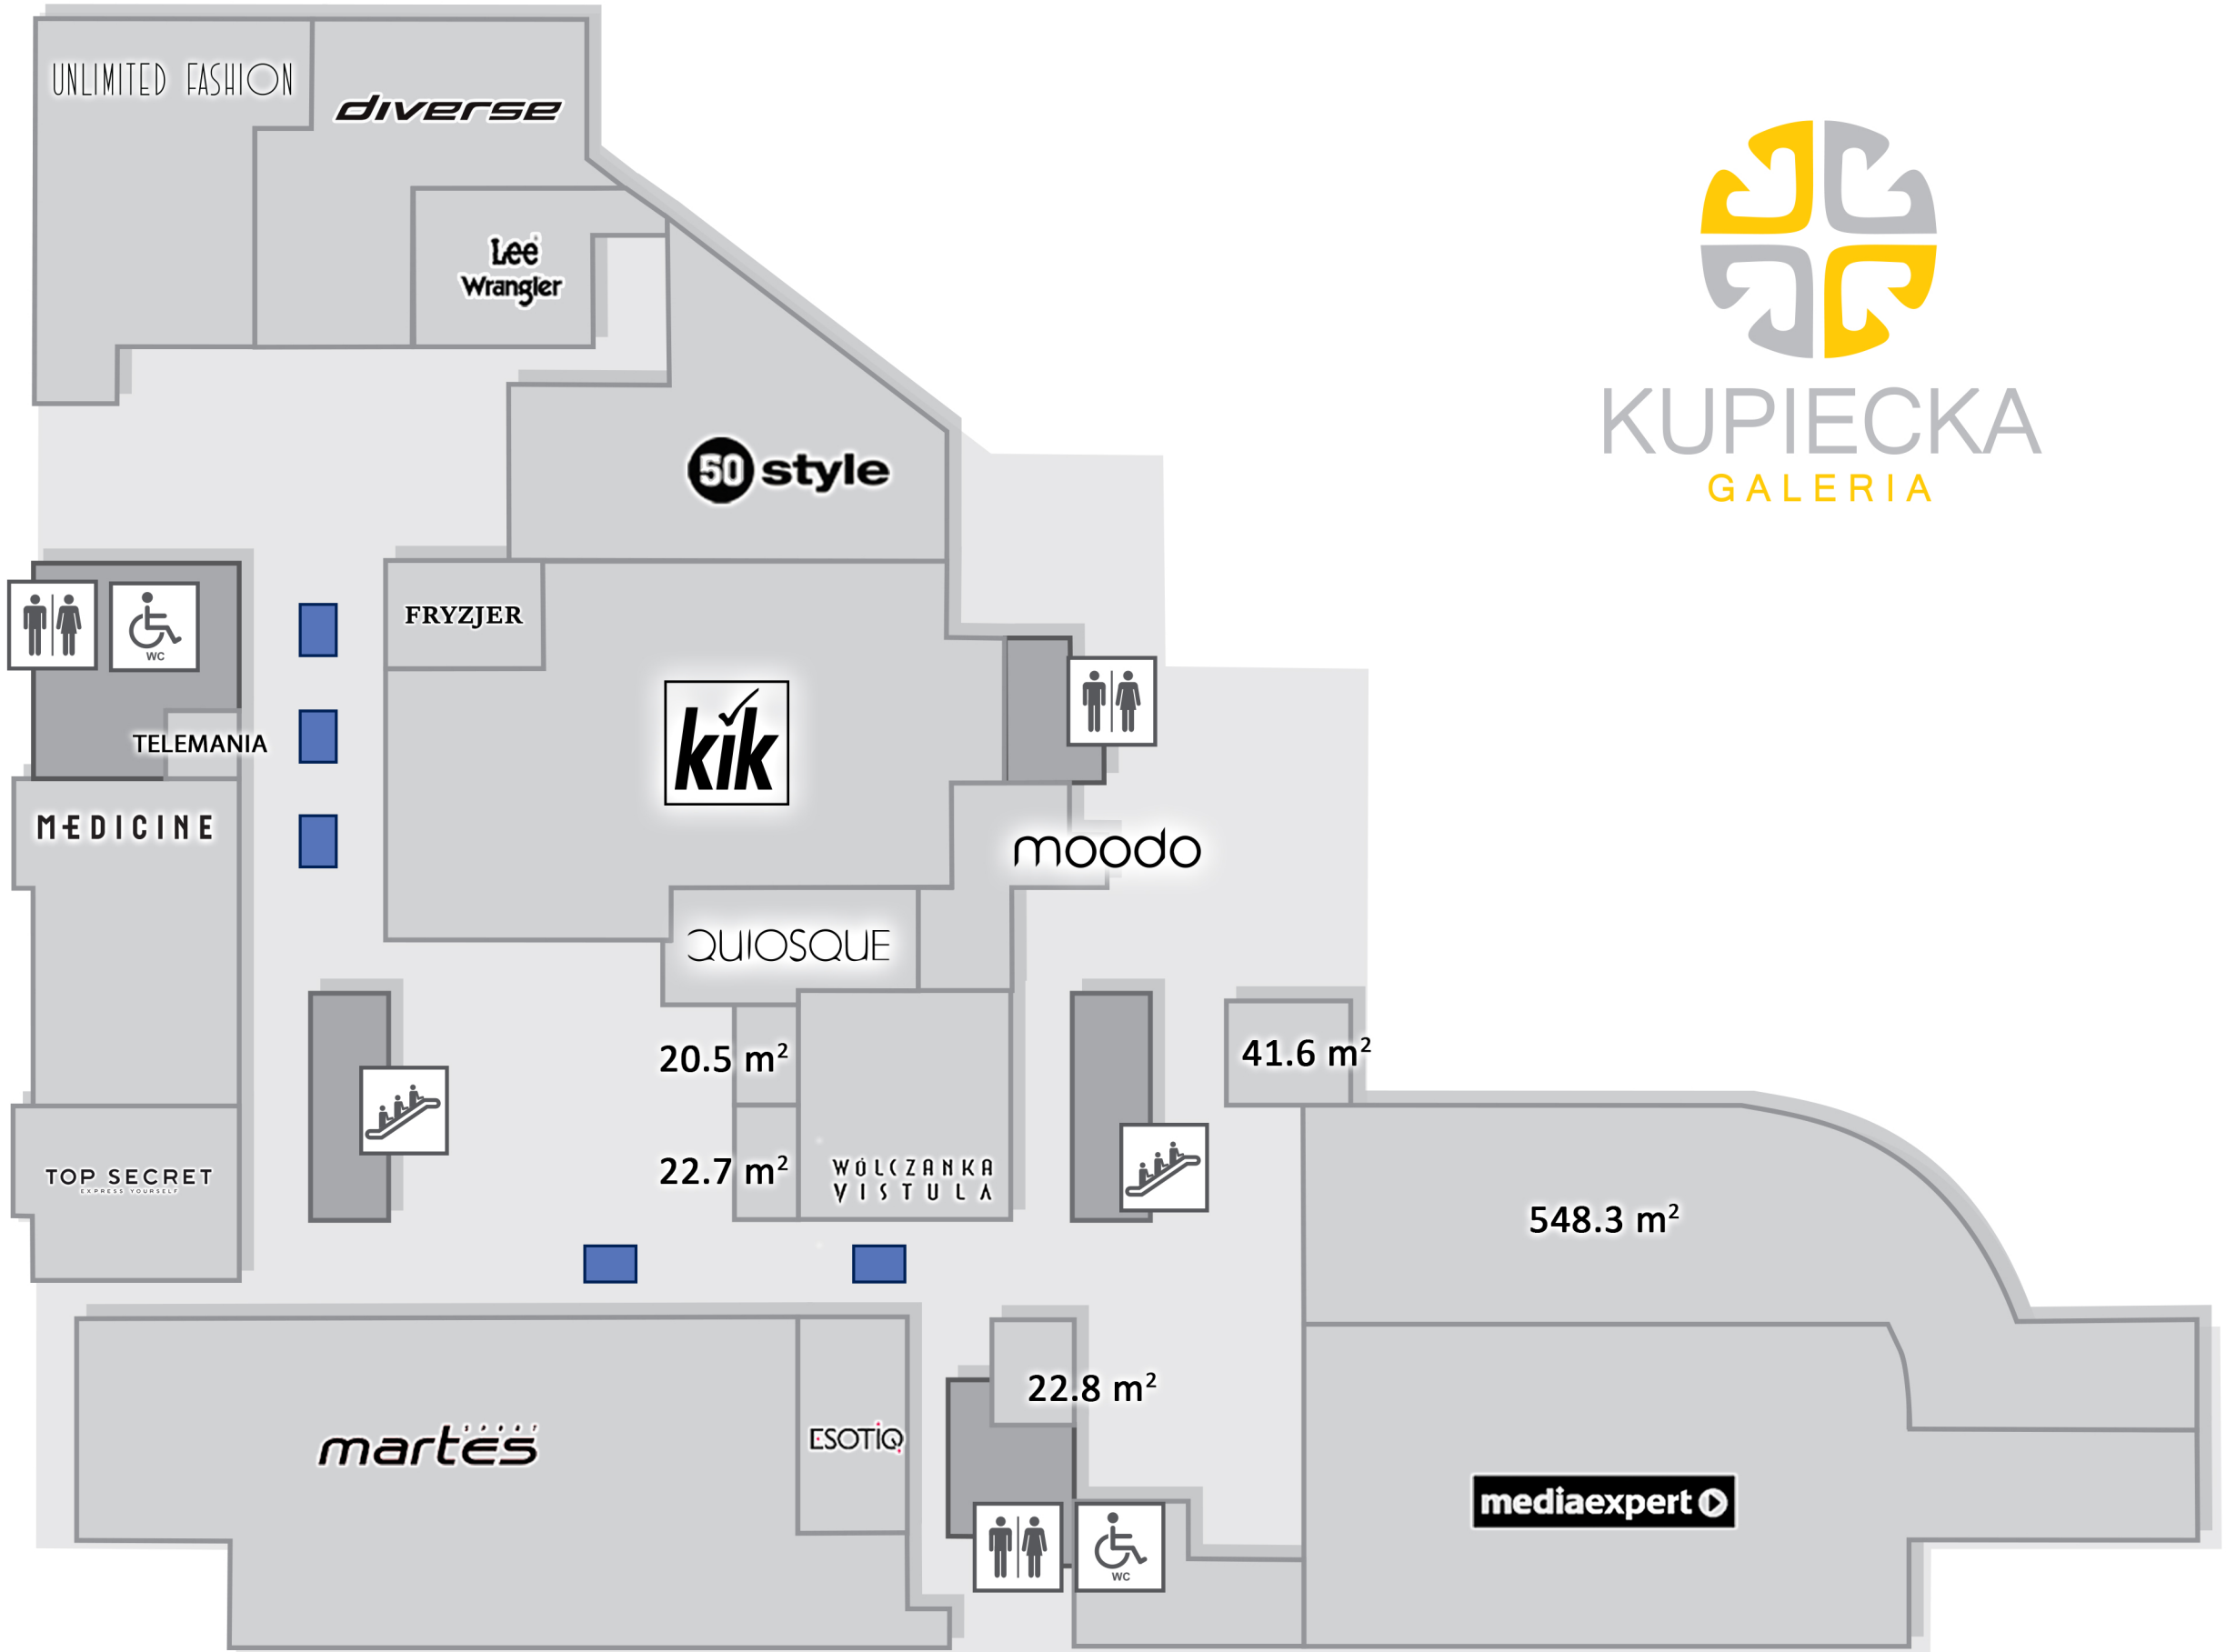 UNLIMITED FASHION
diverse
Lee
Wrangler
KUPIECKA
GALERIA
50 style
FRYZJER
WC
TELEMANIA
kik
MEDICINE
moodo
QUIOSQUE
20.5 m²
41.6 m²
22.7 m²
WÓLCZANKA
VISTULA
TOP SECRET
EXPRESS YOURSELF
548.3 m²
22.8 m²
martes
ESOTIQ
mediaexpert
WC